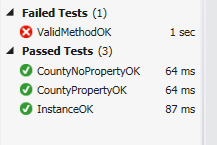 Failed Tests (1)
ValidMethodOK 1 sec
Passed Tests (3)
CountyNoPropertyOK 64 ms
CountyPropertyOK 64 ms
InstanceOK 87 ms